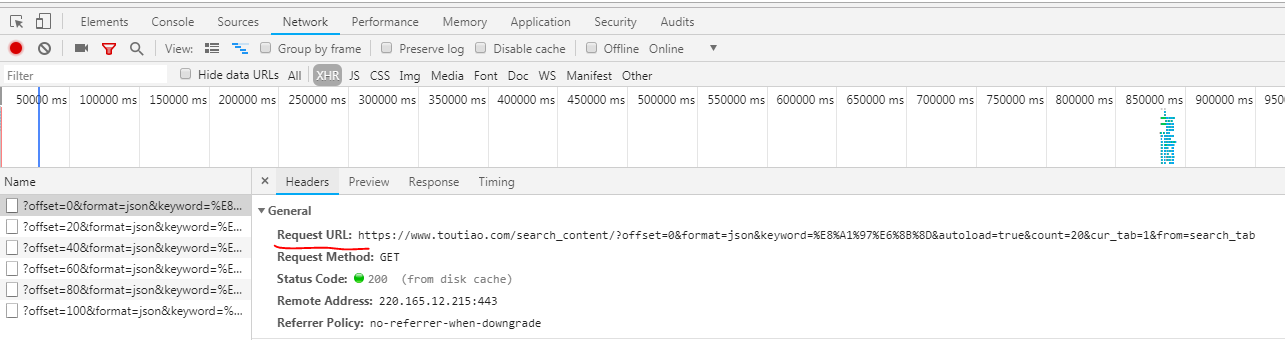 Elements Console Sources Network Performance Memory Application Security Audits
View: Group by frame Preserve log Disable cache Offline Online
Filter Hide data URLs All XHR JS CSS Img Media Font Doc WS Manifest Other
50000 ms 100000 ms 150000 ms 200000 ms 250000 ms 300000 ms 350000 ms 400000 ms 450000 ms 500000 ms 550000 ms 600000 ms 650000 ms 700000 ms 750000 ms 800000 ms 850000 ms 900000 ms 950
Name × Headers Preview Response Timing
?offset=0&format=json&keyword=%E8...
?offset=20&format=json&keyword=%E...
?offset=40&format=json&keyword=%E...
?offset=60&format=json&keyword=%E...
?offset=80&format=json&keyword=%E...
?offset=100&format=json&keyword=%...
General
Request URL: https://www.toutiao.com/search_content/?offset=0&format=json&keyword=%E8%A1%97%E6%8B%8D&autoload=true&count=20&cur_tab=1&from=search_tab
Request Method: GET
Status Code: 200 (from disk cache)
Remote Address: 220.165.12.215:443
Referrer Policy: no-referrer-when-downgrade